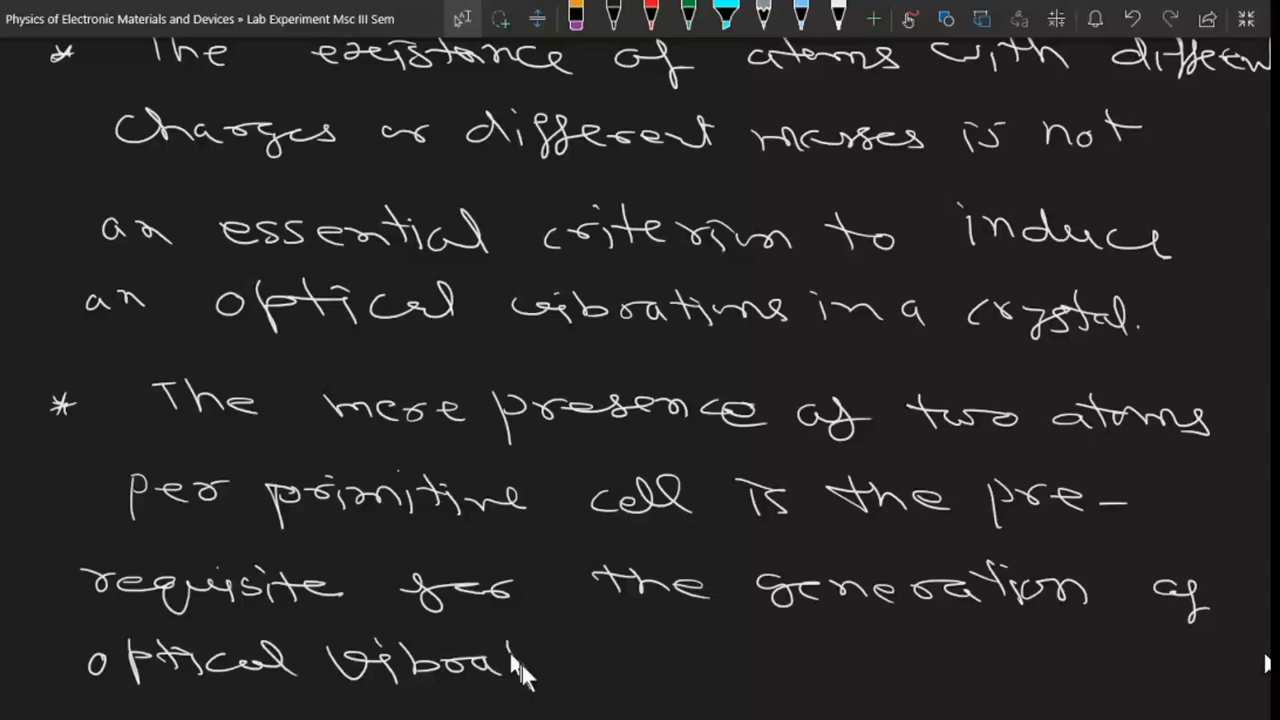 Physics of Electronic Materials and Devices » Lab Experiment Msc III Sem
* The existance of atoms with differen
charges or different masses is not
an essential criterion to induce
an optical vibrations in a crystal.
* The mere presence of two atoms
per primitive cell is the pre-
requisite for the generation of
optical vibrat